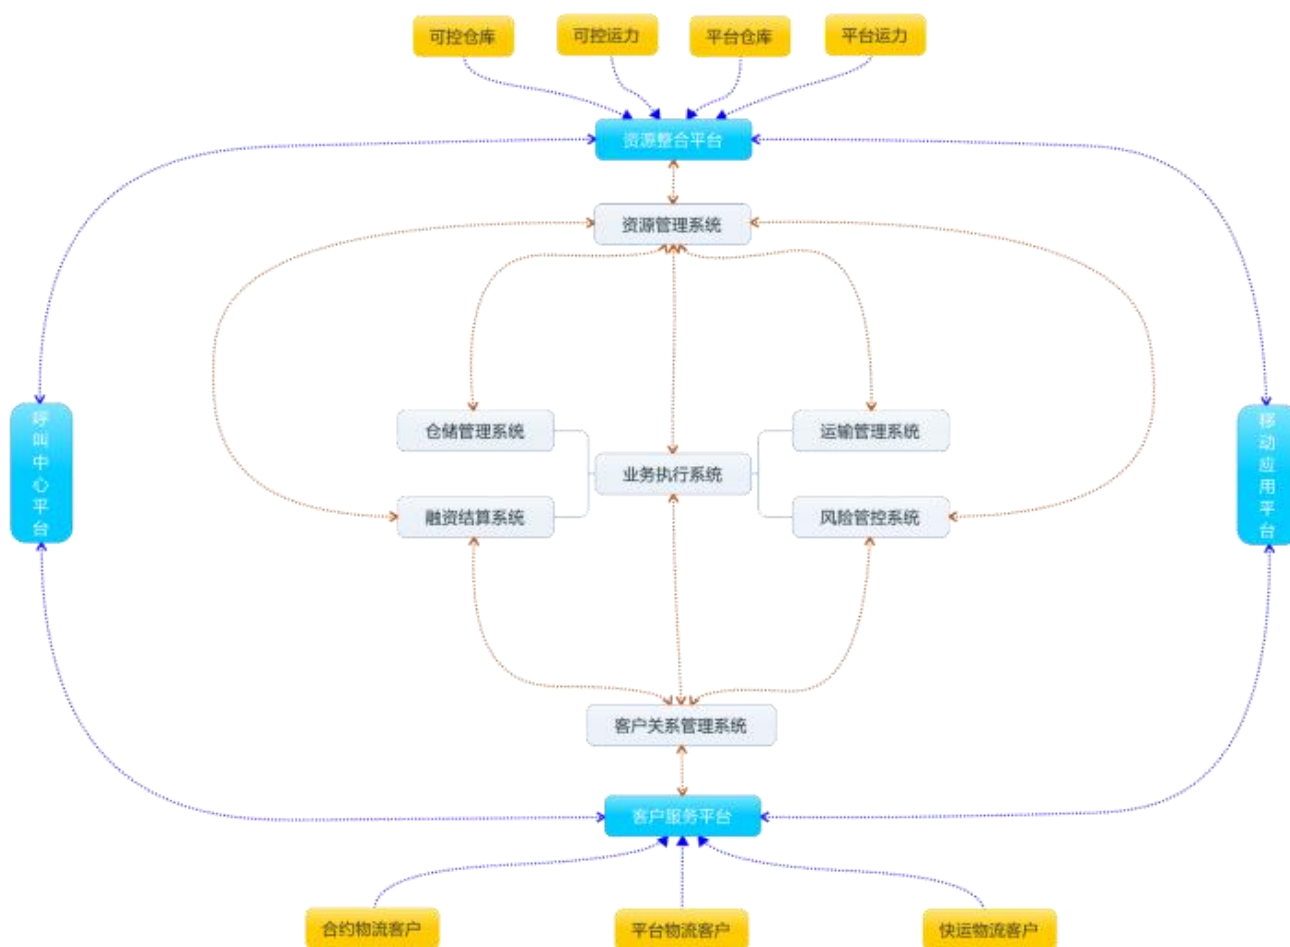 可控仓库
可控运力
平台仓库
平台运力
资源整合平台
资源管理系统
呼叫中心平台
仓储管理系统
运输管理系统
业务执行系统
融资结算系统
风险管控系统
移动应用平台
客户关系管理系统
客户服务平台
合约物流客户
平台物流客户
快运物流客户